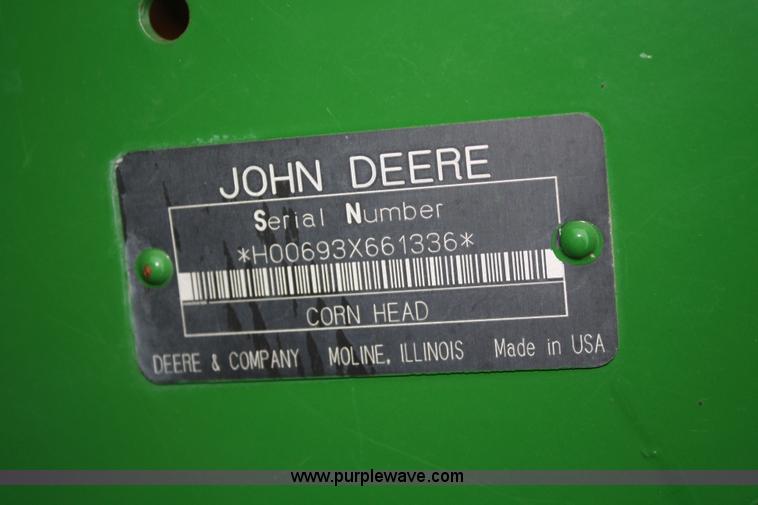 JOHN DEERE
Serial Number
*H00693X661336*
CORN HEAD
DEERE & COMPANY MOLINE, ILLINOIS Made in USA
www.purplewave.com